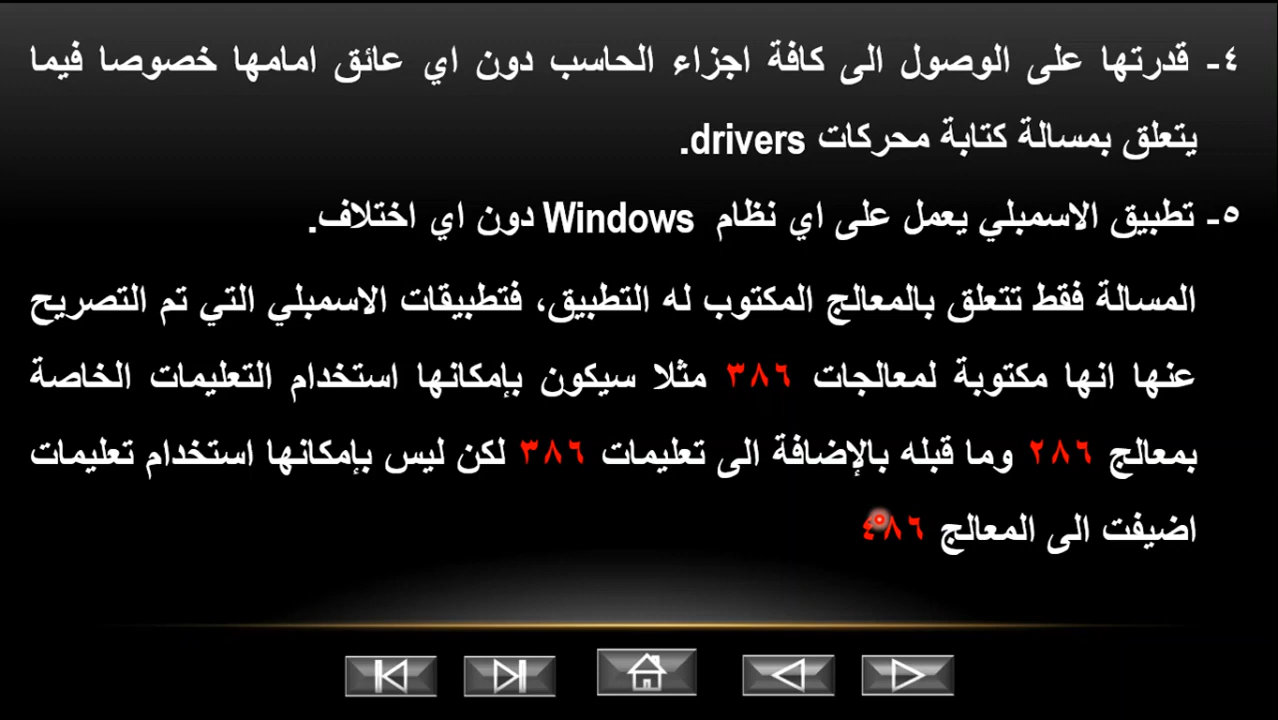 ٤- قدرتها على الوصول الى كافة اجزاء الحاسب دون اي عائق امامها خصوصا فيما
يتعلق بمسالة كتابة محركات drivers.
٥- تطبيق الاسمبلي يعمل على اي نظام Windows دون اي اختلاف.
المسالة فقط تتعلق بالمعالج المكتوب له التطبيق، فتطبيقات الاسمبلي التي تم التصريح
عنها انها مكتوبة لمعالجات ٣٨٦ مثلا سيكون بإمكانها استخدام التعليمات الخاصة
بمعالج ٢٨٦ وما قبله بالإضافة الى تعليمات ٣٨٦ لكن ليس بإمكانها استخدام تعليمات
اضيفت الى المعالج ٤٨٦